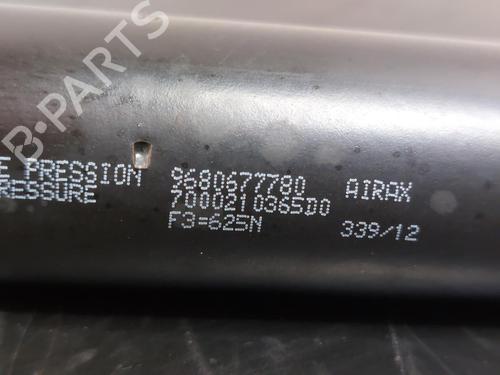 B-PARTS
E PRESSION 9680677780 AIRAX
RESSURE 7000210365D0
F3=625N 339/12